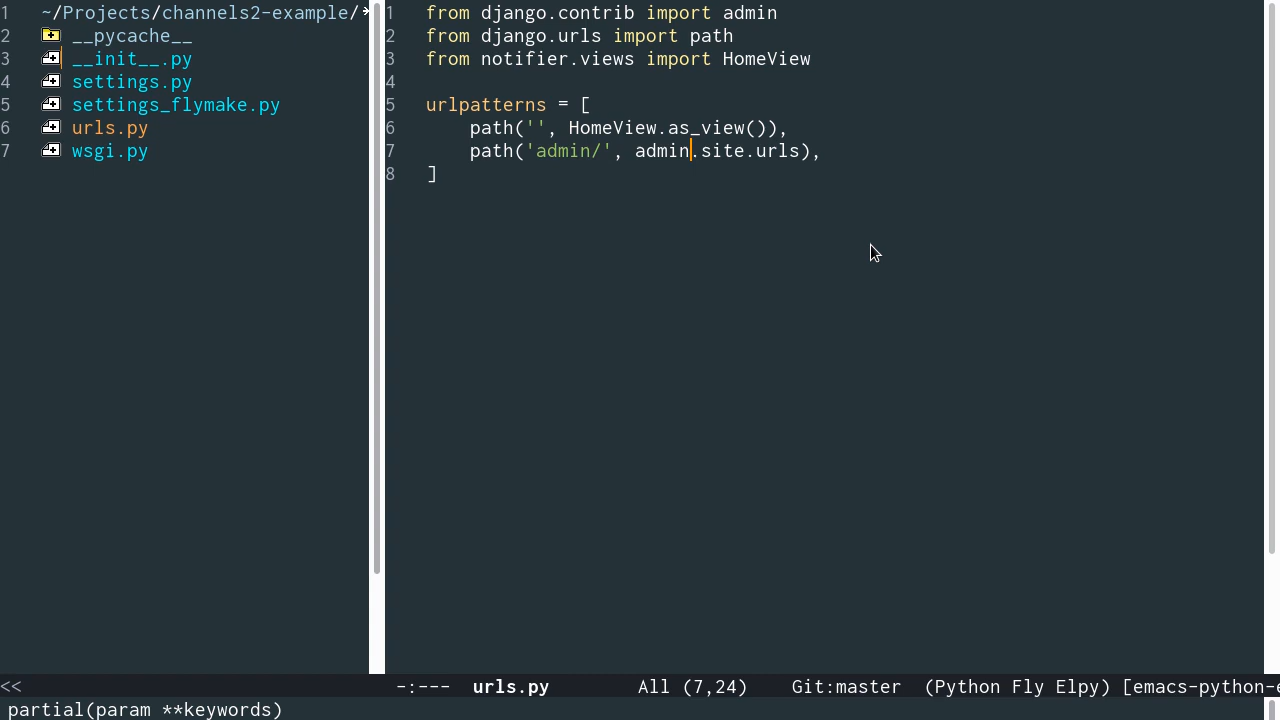 1 ~/Projects/channels2-example/
2 __pycache__
3 __init__.py
4 settings.py
5 settings_flymake.py
6 urls.py
7 wsgi.py
1 from django.contrib import admin
2 from django.urls import path
3 from notifier.views import HomeView
4
5 urlpatterns = [
6     path('', HomeView.as_view()),
7     path('admin/', admin.site.urls),
8 ]
<<
-:--- urls.py All (7,24) Git:master (Python Fly Elpy) [emacs-python-e
partial(param **keywords)